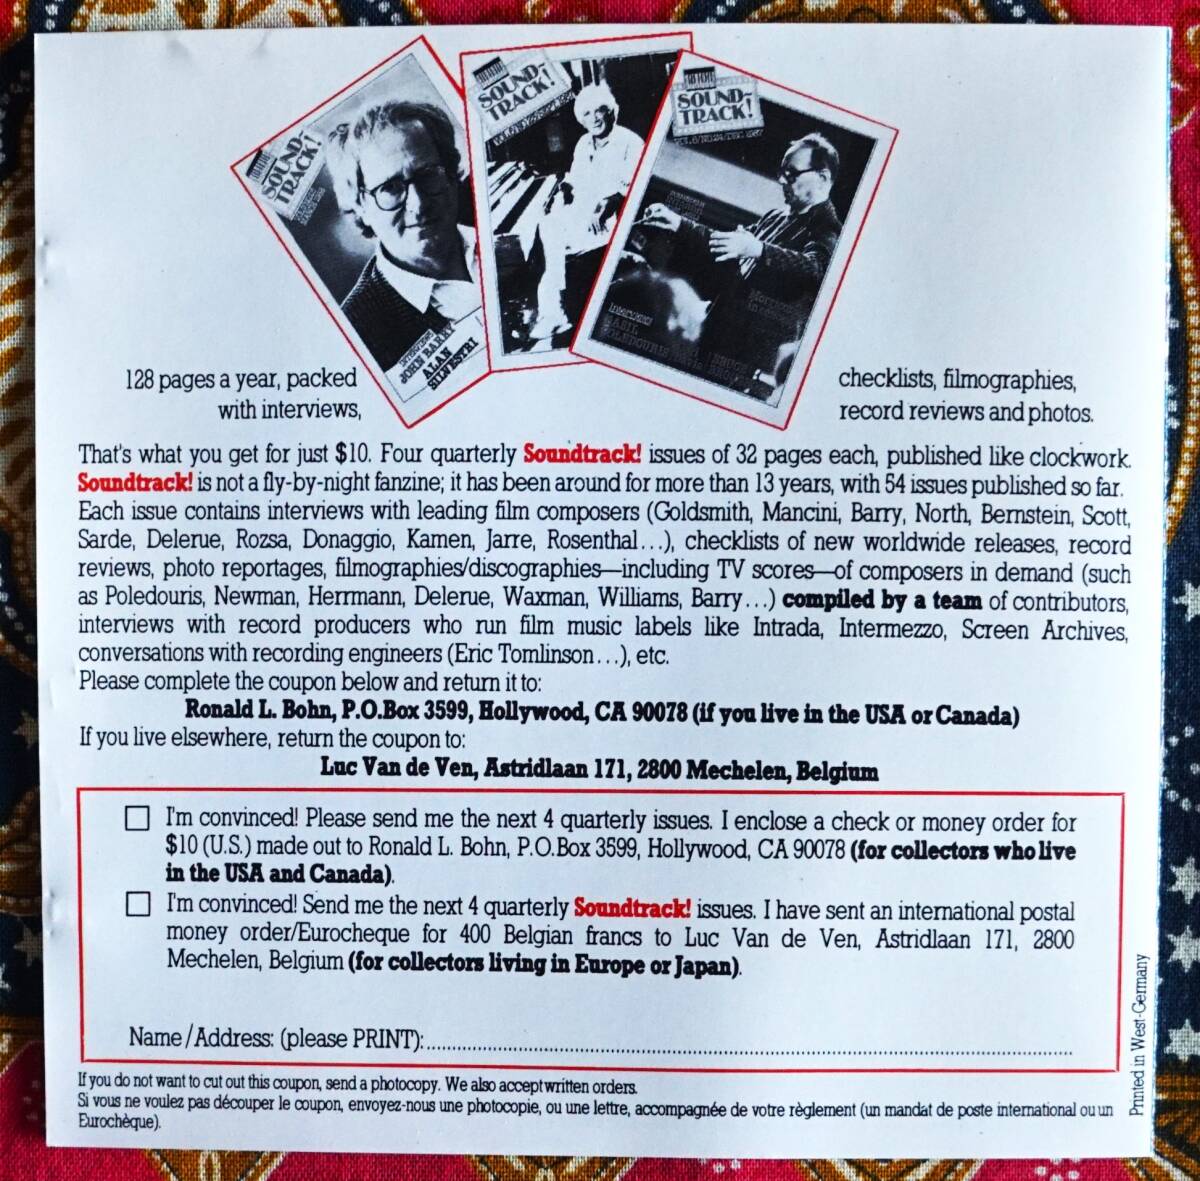 SOUND-
TRACK!
SOUND-
TRACK!
SOUND-
TRACK!
JOHN BARRY
ALAN
SILVESTRI
Interviews:
BASIL
POLEDOURIS
128 pages a year, packed
with interviews,
checklists, filmographies,
record reviews and photos.
That's what you get for just $10. Four quarterly Soundtrack! issues of 32 pages each, published like clockwork.
Soundtrack! is not a fly-by-night fanzine; it has been around for more than 13 years, with 54 issues published so far.
Each issue contains interviews with leading film composers (Goldsmith, Mancini, Barry, North, Bernstein, Scott,
Sarde, Delerue, Rozsa, Donaggio, Kamen, Jarre, Rosenthal...), checklists of new worldwide releases, record
reviews, photo reportages, filmographies/discographies—including TV scores—of composers in demand (such
as Poledouris, Newman, Herrmann, Delerue, Waxman, Williams, Barry...) compiled by a team of contributors,
interviews with record producers who run film music labels like Intrada, Intermezzo, Screen Archives,
conversations with recording engineers (Eric Tomlinson...), etc.
Please complete the coupon below and return it to:
Ronald L. Bohn, P.O.Box 3599, Hollywood, CA 90078 (if you live in the USA or Canada)
If you live elsewhere, return the coupon to:
Luc Van de Ven, Astridlaan 171, 2800 Mechelen, Belgium
I'm convinced! Please send me the next 4 quarterly issues. I enclose a check or money order for
$10 (U.S.) made out to Ronald L. Bohn, P.O.Box 3599, Hollywood, CA 90078 (for collectors who live
in the USA and Canada).
I'm convinced! Send me the next 4 quarterly Soundtrack! issues. I have sent an international postal
money order/Eurocheque for 400 Belgian francs to Luc Van de Ven, Astridlaan 171, 2800
Mechelen, Belgium (for collectors living in Europe or Japan).
Name/Address: (please PRINT):
If you do not want to cut out this coupon, send a photocopy. We also accept written orders.
Si vous ne voulez pas découper le coupon, envoyez-nous une photocopie, ou une lettre, accompagnée de votre règlement (un mandat de poste international ou un
Eurochèque).
Printed in West-Germany